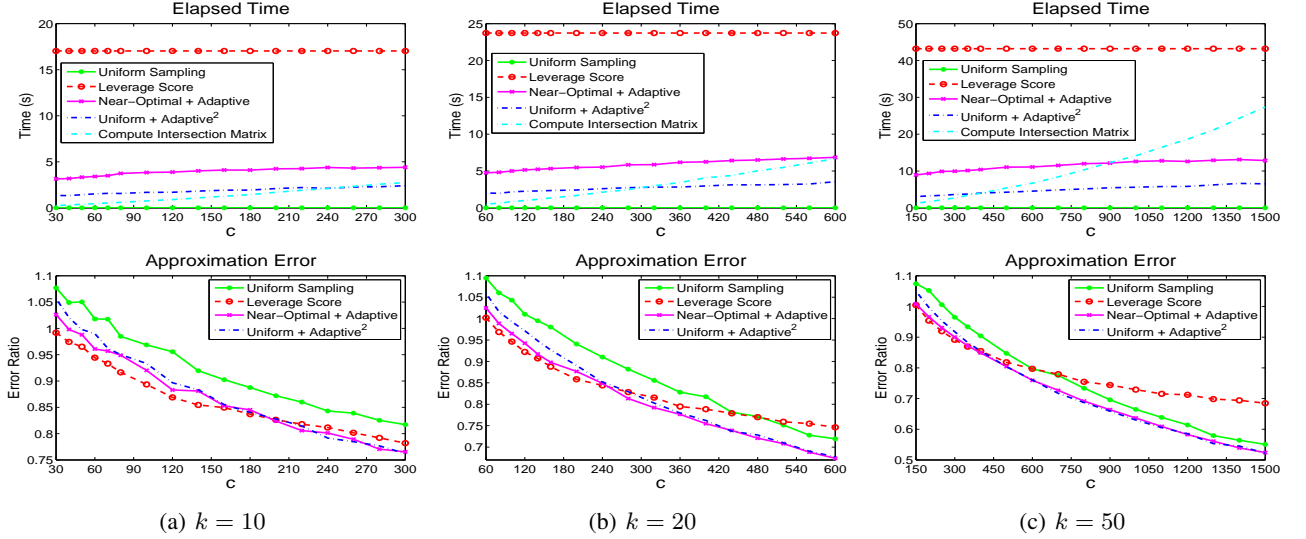 Elapsed Time
20
15
10
5
0
Time (s)
Uniform Sampling
Leverage Score
Near-Optimal + Adaptive
Uniform + Adaptive²
Compute Intersection Matrix
30 60 90 120 150 180 210 240 270 300
c
Elapsed Time
25
20
15
10
5
0
Time (s)
Uniform Sampling
Leverage Score
Near-Optimal + Adaptive
Uniform + Adaptive²
Compute Intersection Matrix
60 120 180 240 300 360 420 480 540 600
c
Elapsed Time
50
40
30
20
10
0
Time (s)
Uniform Sampling
Leverage Score
Near-Optimal + Adaptive
Uniform + Adaptive²
Compute Intersection Matrix
150 300 450 600 750 900 1050 1200 1350 1500
c
Approximation Error
1.1
1.05
1
0.95
0.9
0.85
0.8
0.75
Error Ratio
Uniform Sampling
Leverage Score
Near-Optimal + Adaptive
Uniform + Adaptive²
30 60 90 120 150 180 210 240 270 300
c
Approximation Error
1.1
1.05
1
0.95
0.9
0.85
0.8
0.75
0.7
Error Ratio
Uniform Sampling
Leverage Score
Near-Optimal + Adaptive
Uniform + Adaptive²
60 120 180 240 300 360 420 480 540 600
c
Approximation Error
1.1
1
0.9
0.8
0.7
0.6
0.5
Error Ratio
Uniform Sampling
Leverage Score
Near-Optimal + Adaptive
Uniform + Adaptive²
150 300 450 600 750 900 1050 1200 1350 1500
c
(a) k = 10
(b) k = 20
(c) k = 50